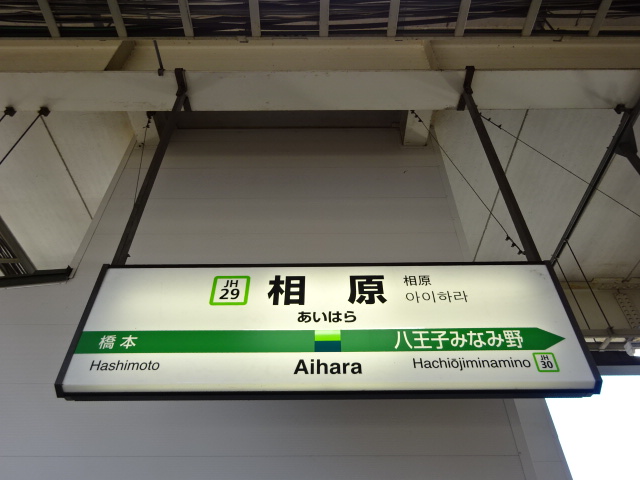 JH
29
相原
相原
아이하라
あいはら
橋本
八王子みなみ野
Hashimoto
Aihara
Hachiōjiminamino
JH
30